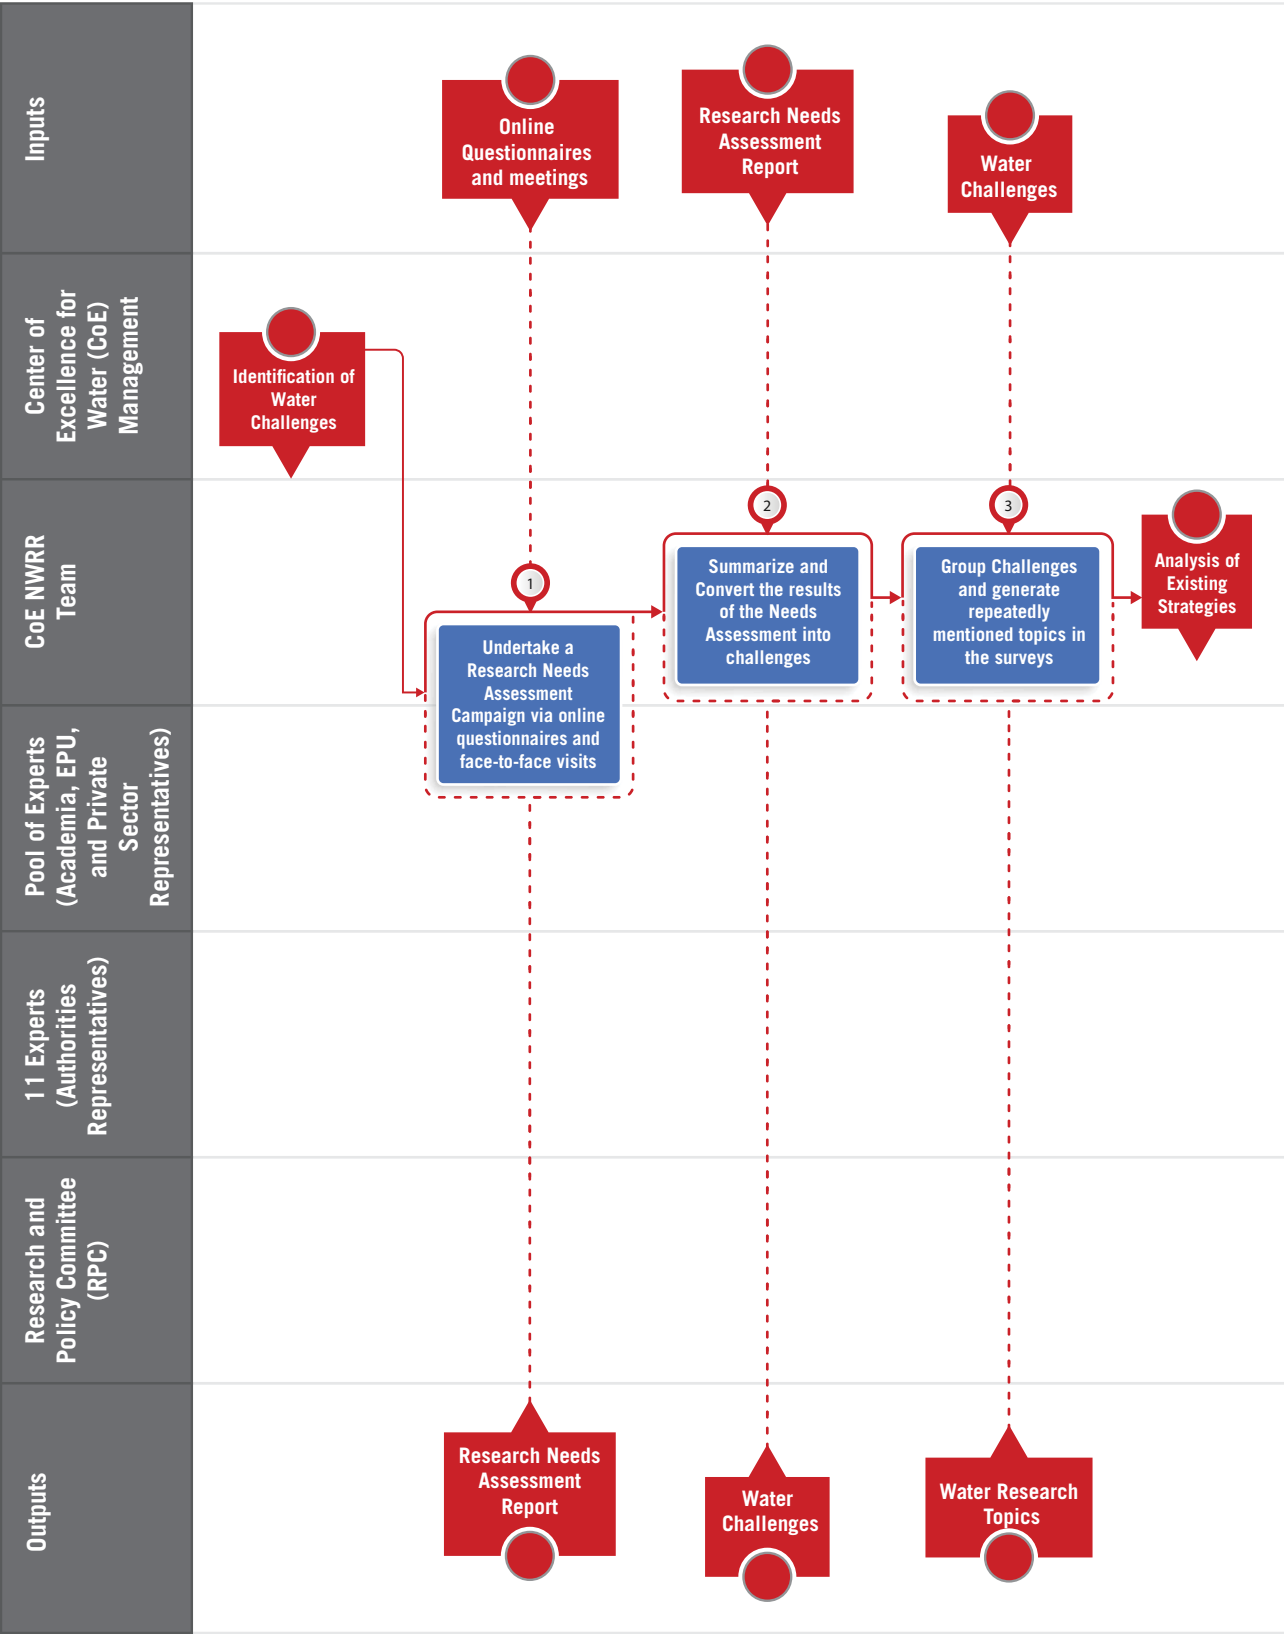 Inputs
Online
Questionnaires
and meetings
Research Needs
Assessment
Report
Water
Challenges
Center of
Excellence for
Water (CoE)
Management
Identification of
Water
Challenges
CoE NWRR
Team
1
Undertake a
Research Needs
Assessment
Campaign via online
questionnaires and
face-to-face visits
2
Summarize and
Convert the results
of the Needs
Assessment into
challenges
3
Group Challenges
and generate
repeatedly
mentioned topics in
the surveys
Analysis of
Existing
Strategies
Pool of Experts
(Academia, EPU,
and Private
Sector
Representatives)
11 Experts
(Authorities
Representatives)
Research and
Policy Committee
(RPC)
Outputs
Research Needs
Assessment
Report
Water
Challenges
Water Research
Topics